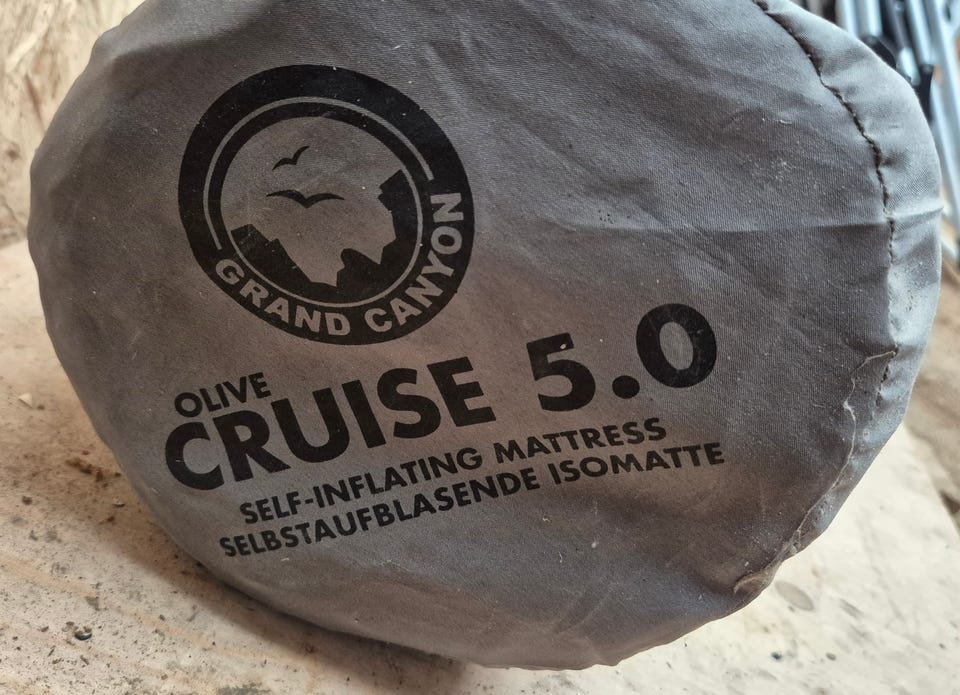 GRAND CANYON
OLIVE
CRUISE 5.0
SELF-INFLATING MATTRESS
SELBSTAUFBLASENDE ISOMATTE